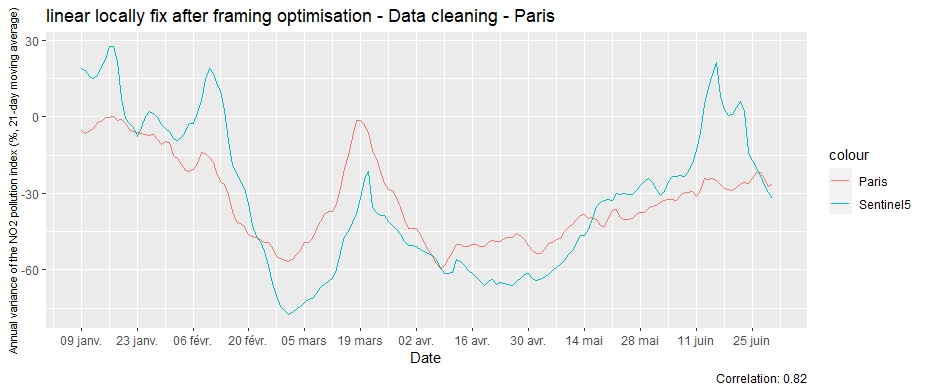 linear locally fix after framing optimisation - Data cleaning - Paris
Annual variance of the NO2 pollution index (%, 21-day moving average)
30
0
-30
-60
09 janv.
23 janv.
06 févr.
20 févr.
05 mars
19 mars
02 avr.
16 avr.
30 avr.
14 mai
28 mai
11 juin
25 juin
Date
colour
Paris
Sentinel5
Correlation: 0.82